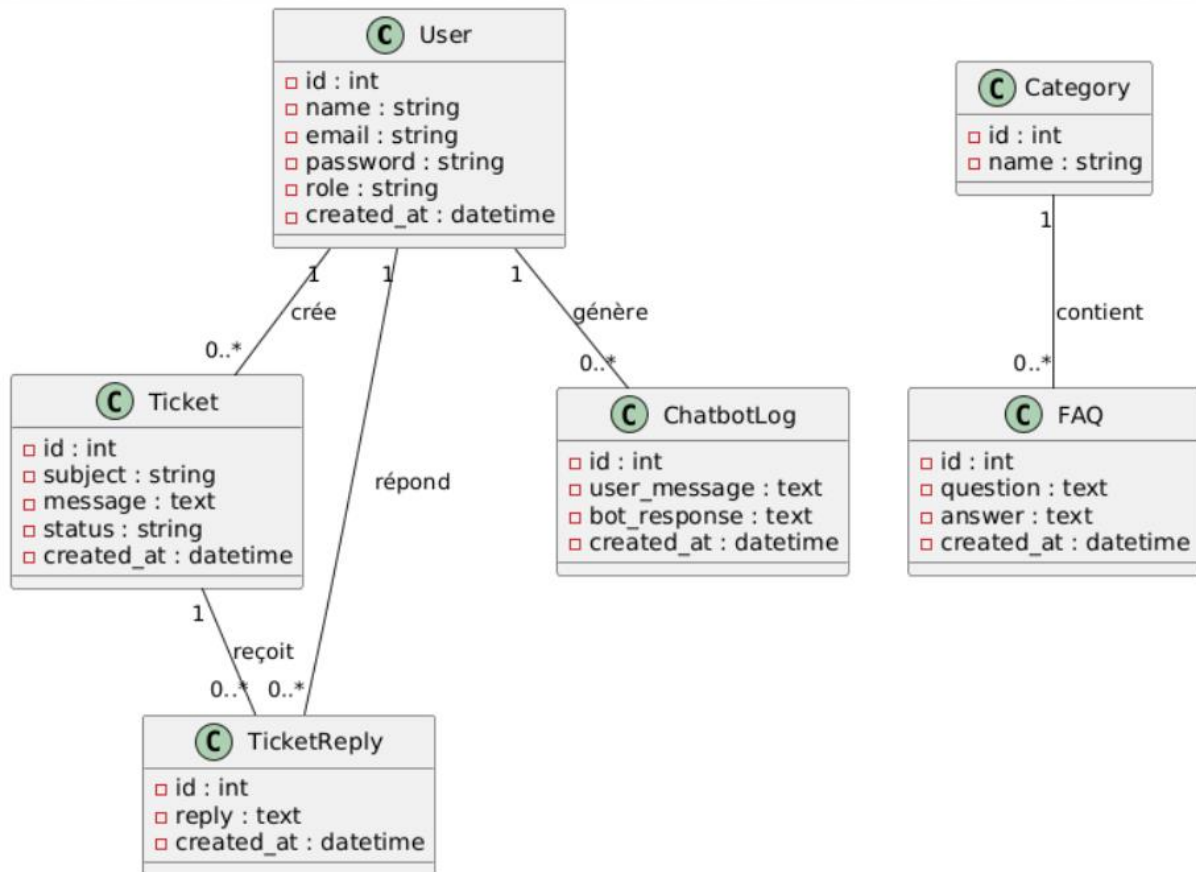 C User
id : int
name : string
email : string
password : string
role : string
created_at : datetime
C Category
id : int
name : string
1
1
1
1
crée
génère
contient
0..*
0..*
0..*
C Ticket
id : int
subject : string
message : text
status : string
created_at : datetime
répond
C ChatbotLog
id : int
user_message : text
bot_response : text
created_at : datetime
C FAQ
id : int
question : text
answer : text
created_at : datetime
1
reçoit
0..*
0..*
C TicketReply
id : int
reply : text
created_at : datetime